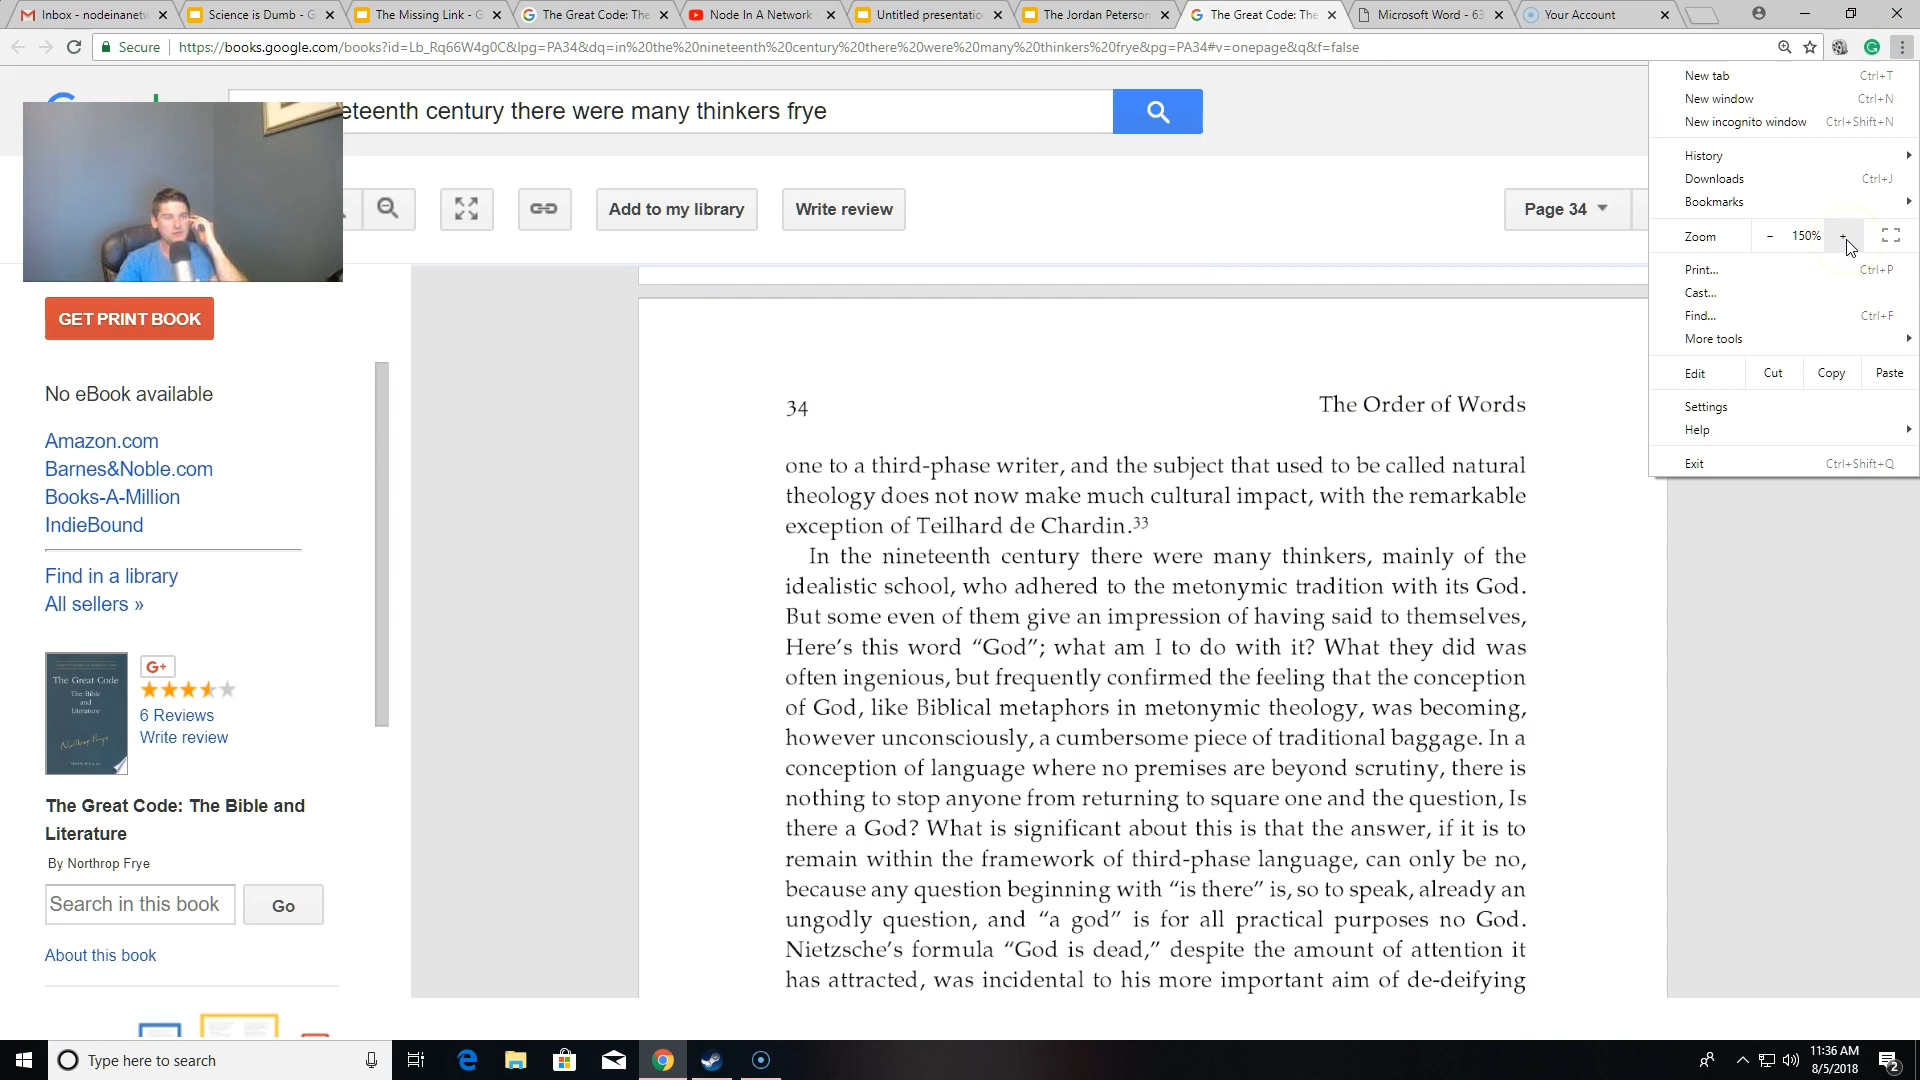 Inbox - nodeinanetw
Science is Dumb - G
The Missing Link - G
The Great Code: The
Node In A Network -
Untitled presentatio
The Jordan Peterson
The Great Code: The
Microsoft Word - 63
Your Account
Secure
https://books.google.com/books?id=Lb_Rq66W4g0C&lpg=PA34&dq=in%20the%20nineteenth%20century%20there%20were%20many%20thinkers%20frye&pg=PA34#v=onepage&q&f=false
eteenth century there were many thinkers frye
Add to my library
Write review
Page 34
New tab Ctrl+T
New window Ctrl+N
New incognito window Ctrl+Shift+N
History
Downloads Ctrl+J
Bookmarks
Zoom - 150% +
Print... Ctrl+P
Cast...
Find... Ctrl+F
More tools
Edit Cut Copy Paste
Settings
Help
Exit Ctrl+Shift+Q
GET PRINT BOOK
No eBook available
Amazon.com
Barnes&Noble.com
Books-A-Million
IndieBound
Find in a library
All sellers »
The Great Code
The Bible
and
Literature
Northrop Frye
G+
6 Reviews
Write review
The Great Code: The Bible and
Literature
By Northrop Frye
Search in this book
Go
About this book
34 The Order of Words
one to a third-phase writer, and the subject that used to be called natural
theology does not now make much cultural impact, with the remarkable
exception of Teilhard de Chardin.33
In the nineteenth century there were many thinkers, mainly of the
idealistic school, who adhered to the metonymic tradition with its God.
But some even of them give an impression of having said to themselves,
Here's this word "God"; what am I to do with it? What they did was
often ingenious, but frequently confirmed the feeling that the conception
of God, like Biblical metaphors in metonymic theology, was becoming,
however unconsciously, a cumbersome piece of traditional baggage. In a
conception of language where no premises are beyond scrutiny, there is
nothing to stop anyone from returning to square one and the question, Is
there a God? What is significant about this is that the answer, if it is to
remain within the framework of third-phase language, can only be no,
because any question beginning with "is there" is, so to speak, already an
ungodly question, and "a god" is for all practical purposes no God.
Nietzsche's formula "God is dead," despite the amount of attention it
has attracted, was incidental to his more important aim of de-deifying
Type here to search
11:36 AM
8/5/2018
2